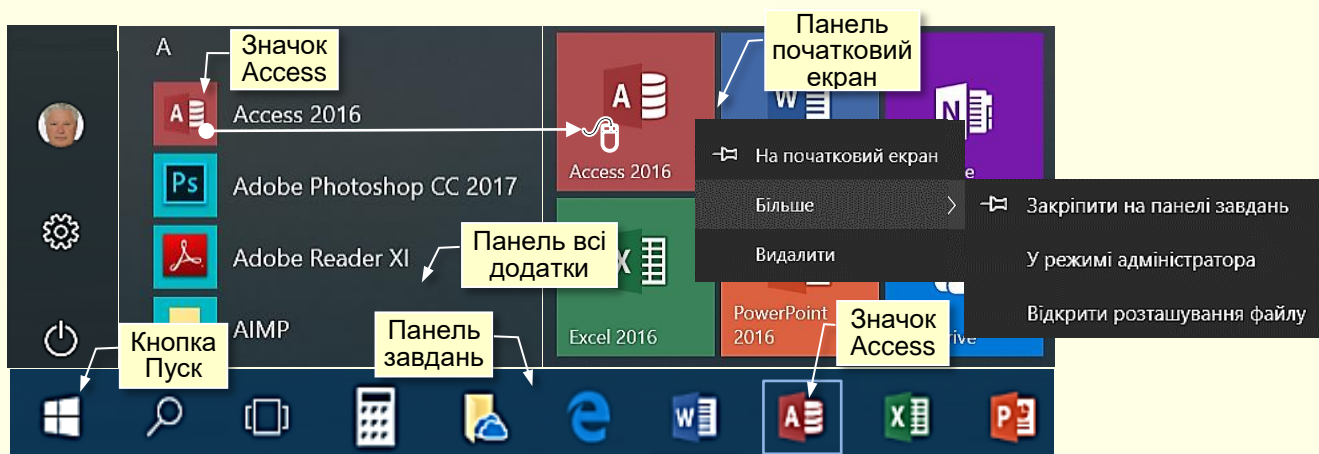 A
Значок
Access
Панель
початковий
екран
Access 2016
Access 2016
На початковий екран
Ps
Adobe Photoshop CC 2017
Більше
Закріпити на панелі завдань
Adobe Reader XI
Панель всі
додатки
Видалити
У режимі адміністратора
AIMP
Кнопка
Пуск
Панель
завдань
Excel 2016
PowerPoint
2016
Значок
Access
Відкрити розташування файлу